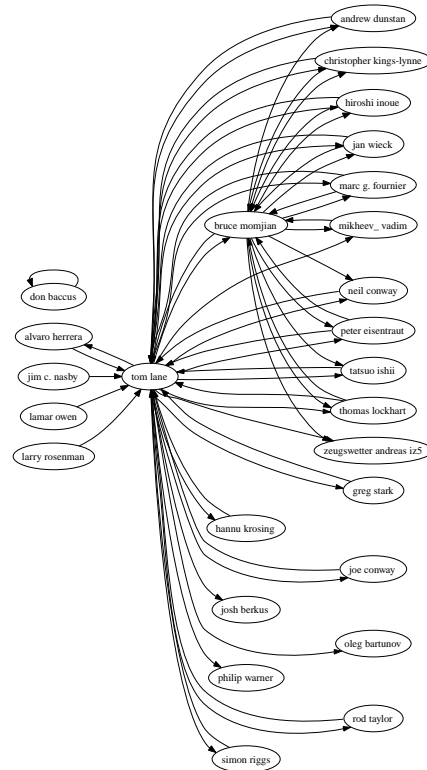 andrew dunstan
christopher kings-lynne
hiroshi inoue
jan wieck
marc g. fournier
bruce momjian
mikheev_ vadim
don baccus
neil conway
alvaro herrera
peter eisentraut
jim c. nasby
tom lane
tatsuo ishii
lamar owen
thomas lockhart
larry rosenman
zeugswetter andreas iz5
greg stark
hannu krosing
joe conway
josh berkus
oleg bartunov
philip warner
rod taylor
simon riggs